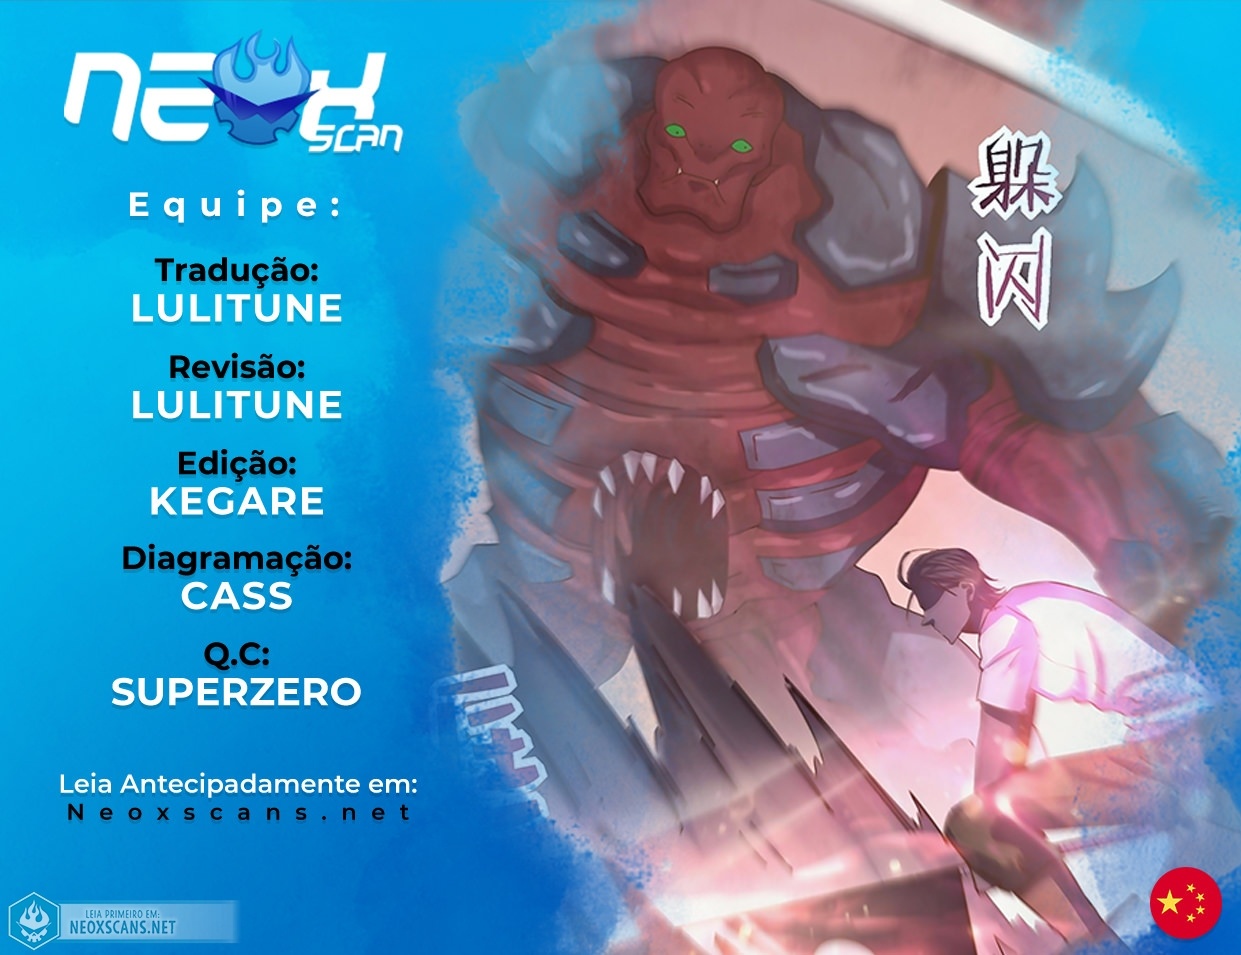 NEOX
SCAN
Equipe:
Tradução:
LULITUNE
Revisão:
LULITUNE
Edição:
KEGARE
Diagramação:
CASS
Q.C:
SUPERZERO
Leia Antecipadamente em:
Neoxscans.net
LEIA PRIMEIRO EM:
NEOXSCANS.NET
躲
闪